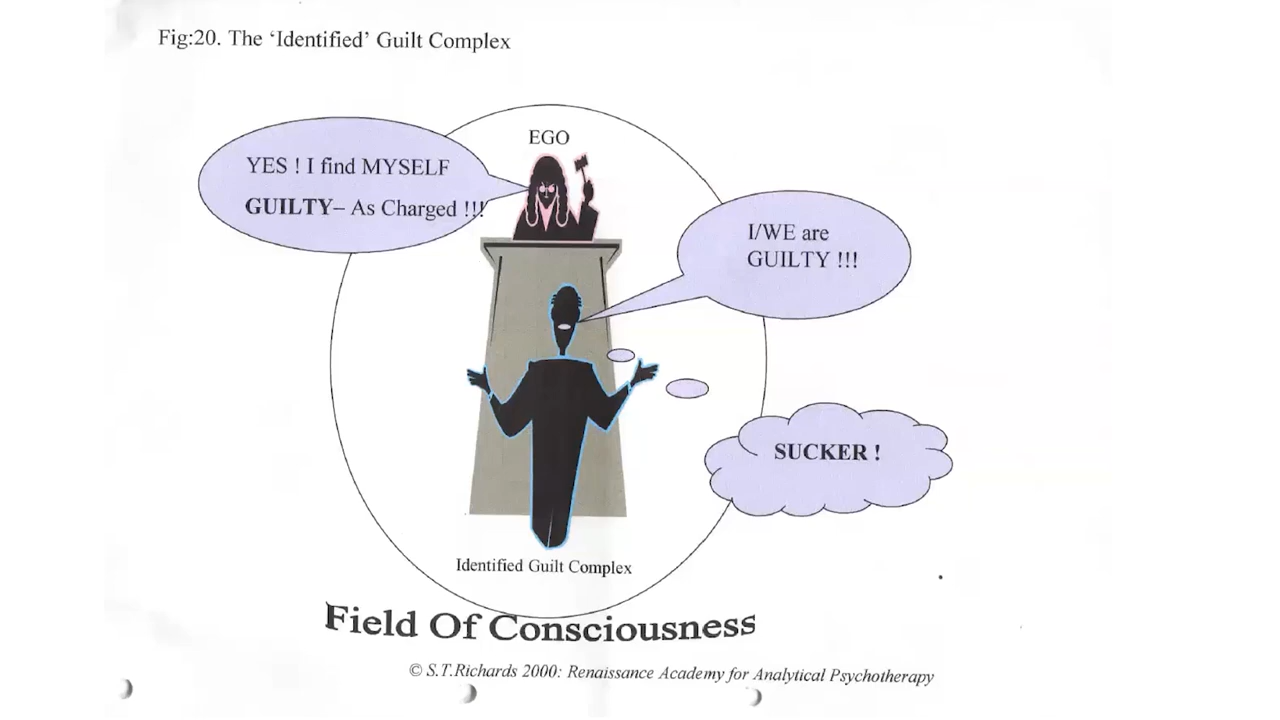 Fig:20. The ‘Identified’ Guilt Complex
EGO
YES ! I find MYSELF
GUILTY– As Charged !!!
I/WE are
GUILTY !!!
SUCKER !
Identified Guilt Complex
Field Of Consciousness
© S.T.Richards 2000: Renaissance Academy for Analytical Psychotherapy